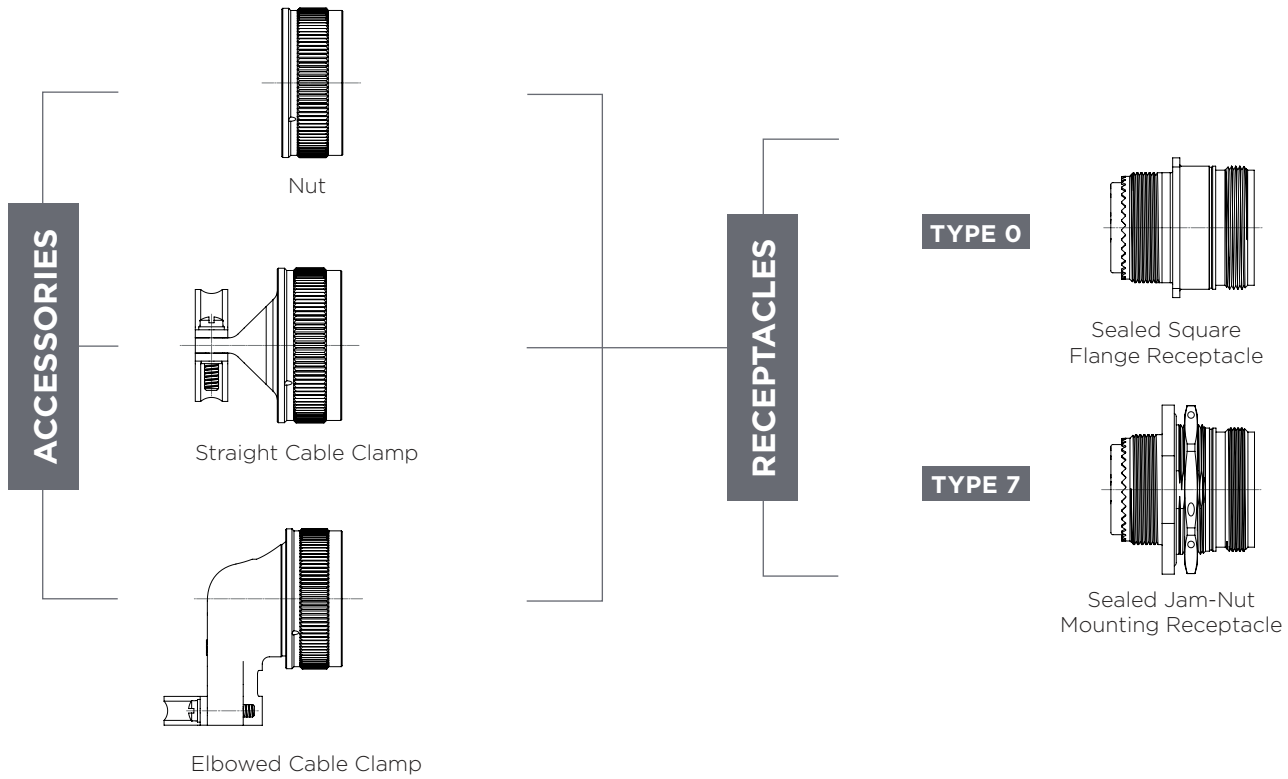 ACCESSORIES
Nut
Straight Cable Clamp
Elbowed Cable Clamp
RECEPTACLES
TYPE 0
Sealed Square
Flange Receptacle
TYPE 7
Sealed Jam-Nut
Mounting Receptacle